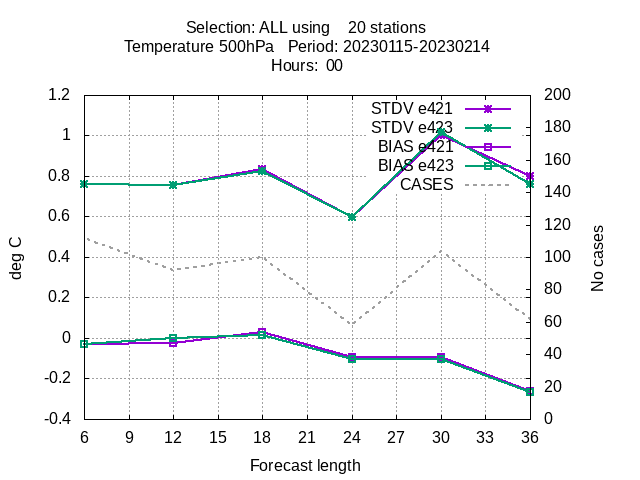 Selection: ALL using 20 stations
Temperature 500hPa Period: 20230115-20230214
Hours: 00
STDV e421
STDV e423
BIAS e421
BIAS e423
CASES
deg C
1.2
1
0.8
0.6
0.4
0.2
0
-0.2
-0.4
200
180
160
140
120
100
80
60
40
20
0
No cases
6 9 12 15 18 21 24 27 30 33 36
Forecast length